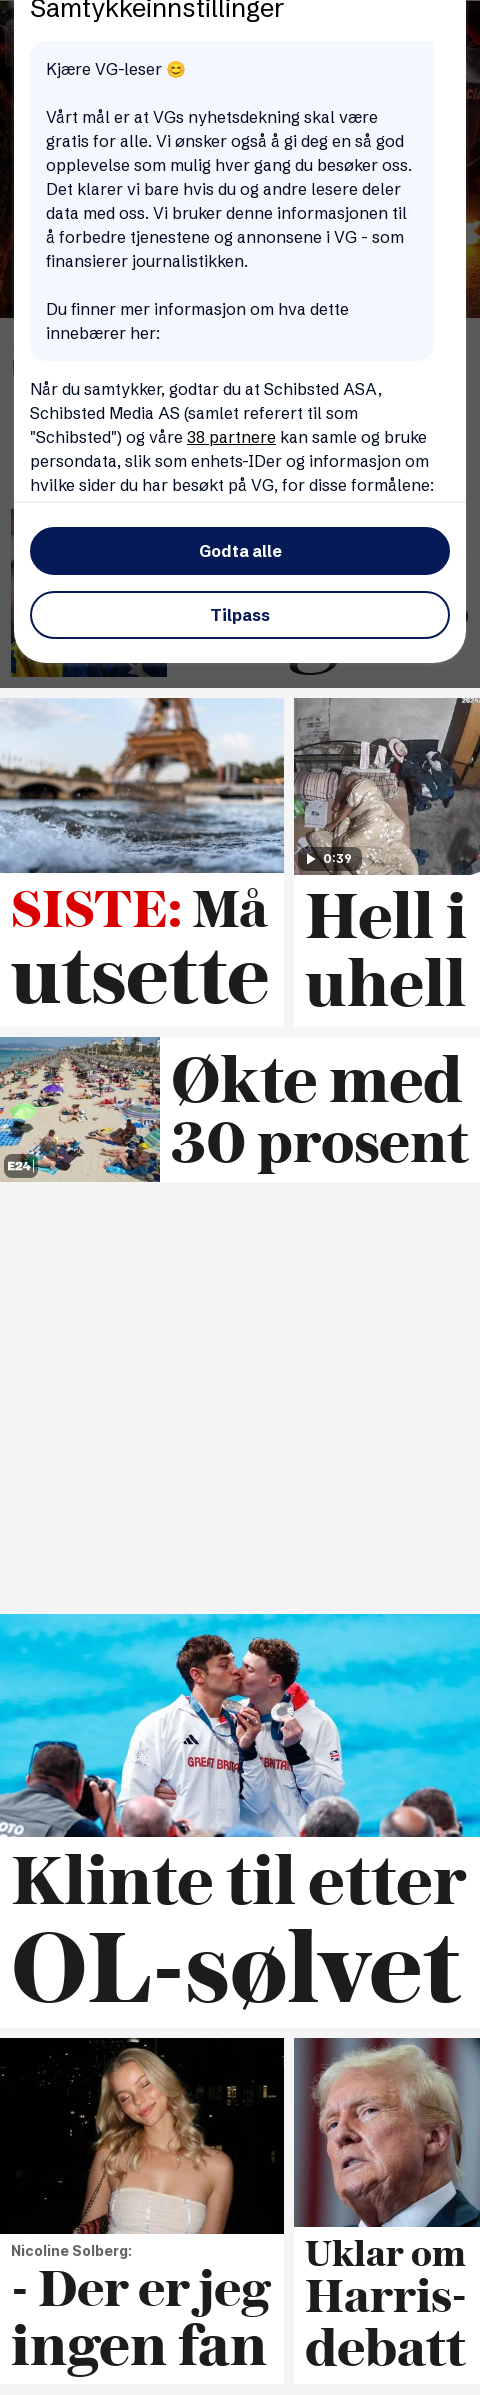 Samtykkeinnstillinger
Kjære VG-leser 😊
Vårt mål er at VGs nyhetsdekning skal være
gratis for alle. Vi ønsker også å gi deg en så god
opplevelse som mulig hver gang du besøker oss.
Det klarer vi bare hvis du og andre lesere deler
data med oss. Vi bruker denne informasjonen til
å forbedre tjenestene og annonsene i VG - som
finansierer journalistikken.
Du finner mer informasjon om hva dette
innebærer her:
Når du samtykker, godtar du at Schibsted ASA,
Schibsted Media AS (samlet referert til som
"Schibsted") og våre 38 partnere kan samle og bruke
persondata, slik som enhets-IDer og informasjon om
hvilke sider du har besøkt på VG, for disse formålene:
Godta alle
Tilpass
0:39
SISTE: Må
utsette
Hell i
uhell
E24
Økte med
30 prosent
GREAT BRITA
BRITAIN
OTO
Klinte til etter
OL-sølvet
Nicoline Solberg:
- Der er jeg
ingen fan
Uklar om
Harris-
debatt